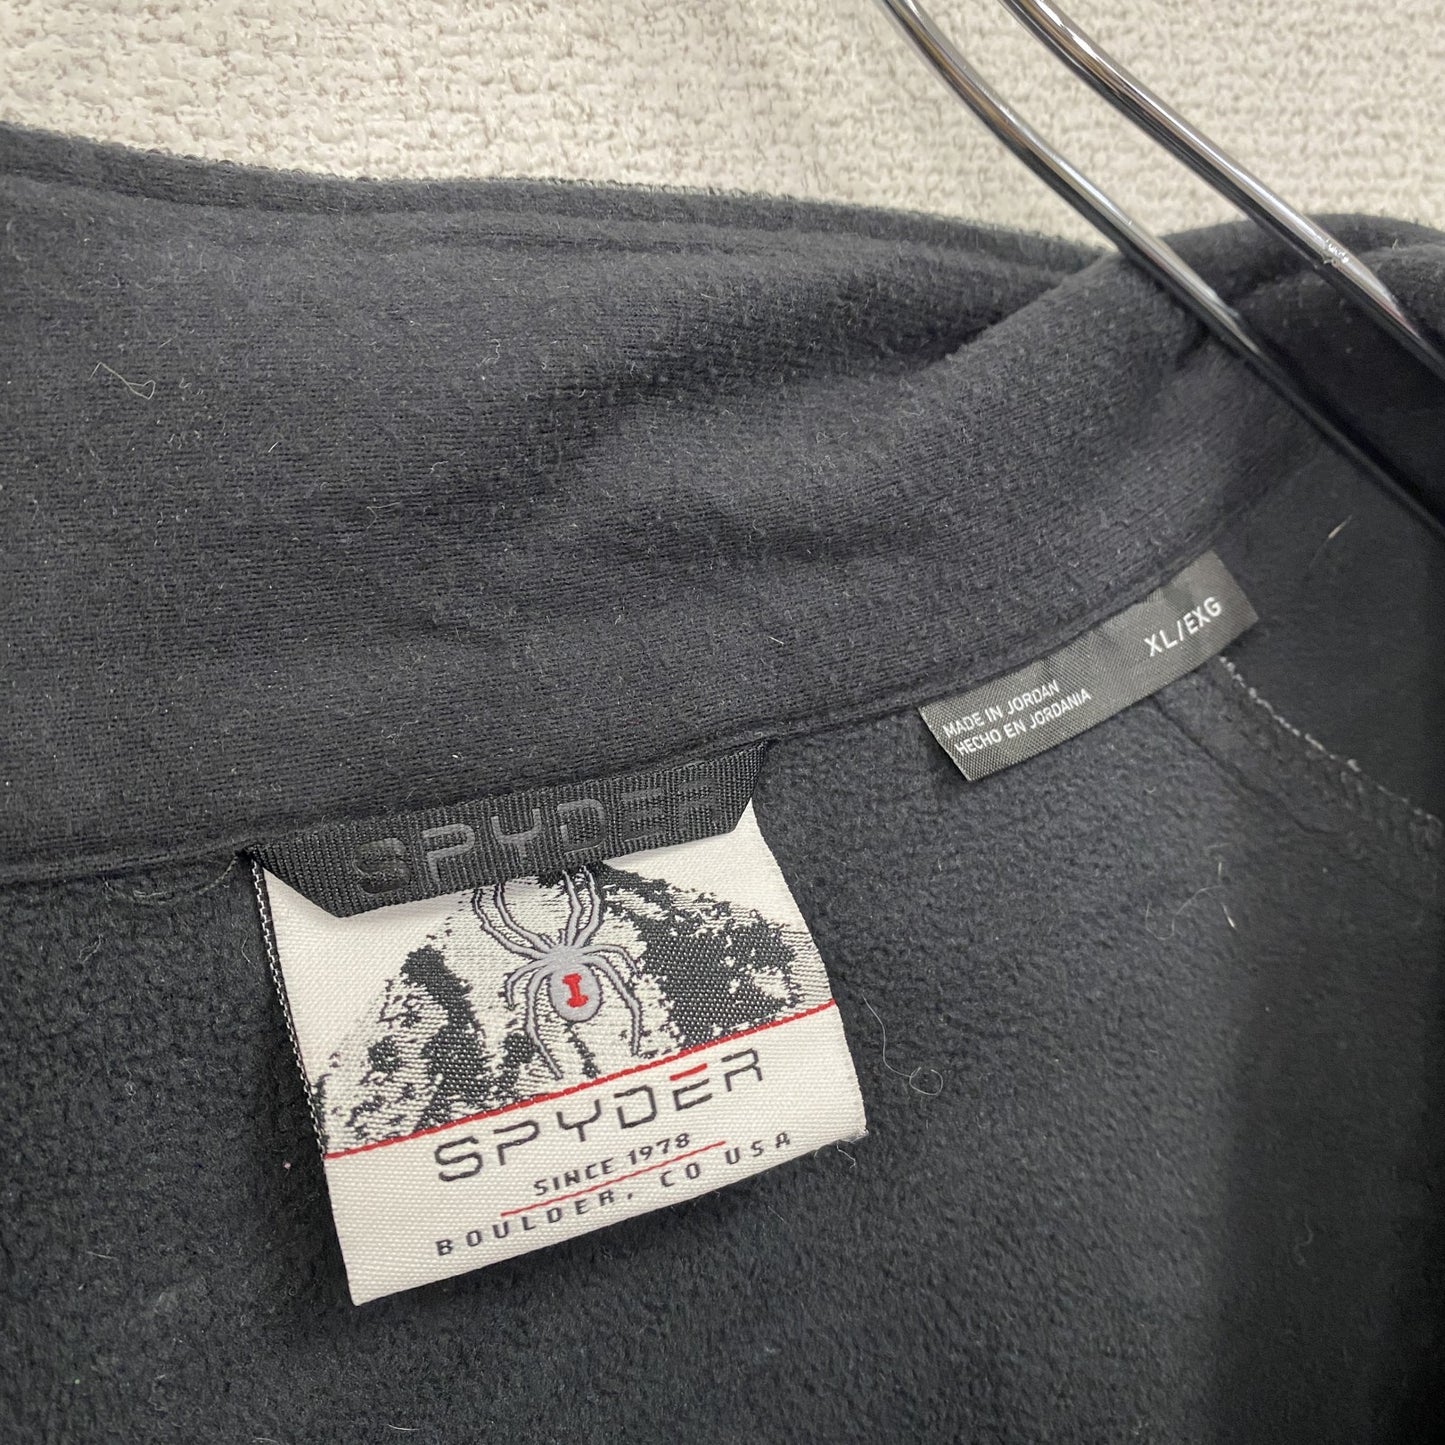 XL/EXG
MADE IN JORDAN
HECHO EN JORDANIA
SPYDER
I
SPYDER
SINCE 1978
BOULDER, CO USA